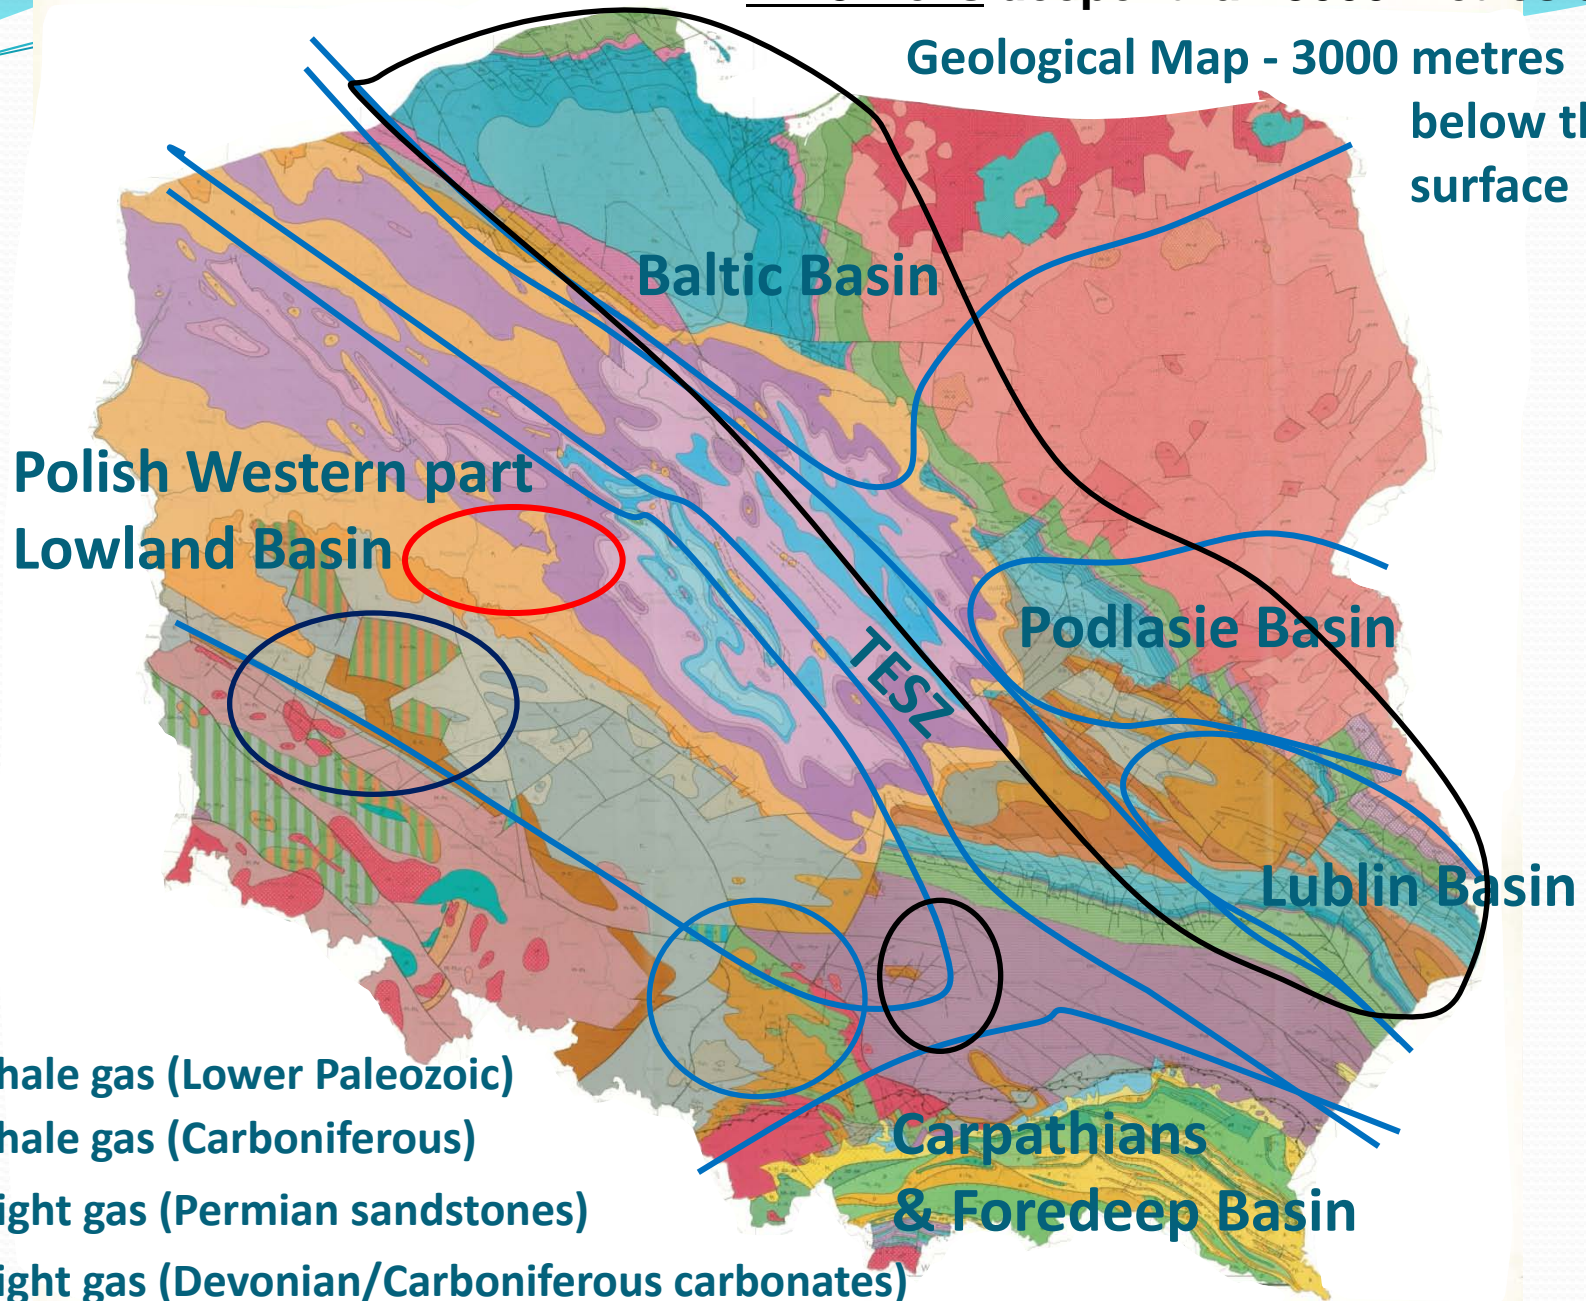 Geological Map - 3000 metres
below th
surface
Baltic Basin
Polish Western part
Lowland Basin
Podlasie Basin
TESZ
Lublin Basin
hale gas (Lower Paleozoic)
hale gas (Carboniferous)
Carpathians
& Foredeep Basin
ight gas (Permian sandstones)
ight gas (Devonian/Carboniferous carbonates)